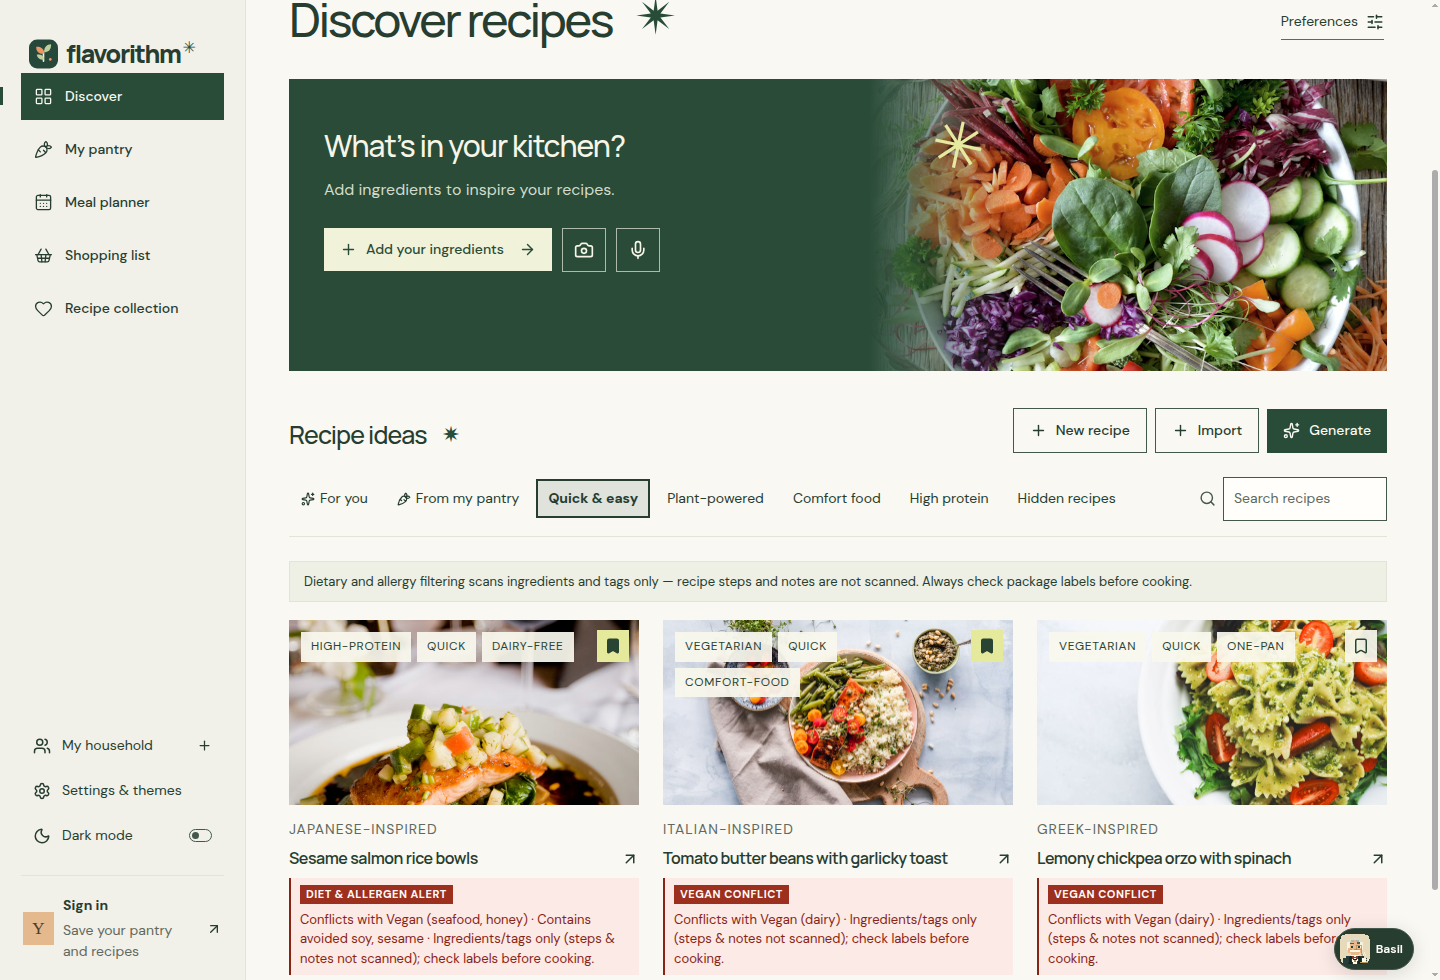 Discover recipes
Preferences
flavorithm
Discover
My pantry
Meal planner
Shopping list
Recipe collection
What's in your kitchen?
Add ingredients to inspire your recipes.
Add your ingredients
Recipe ideas
New recipe
Import
Generate
For you
From my pantry
Quick & easy
Plant-powered
Comfort food
High protein
Hidden recipes
Search recipes
Dietary and allergy filtering scans ingredients and tags only — recipe steps and notes are not scanned. Always check package labels before cooking.
HIGH-PROTEIN
QUICK
DAIRY-FREE
JAPANESE-INSPIRED
Sesame salmon rice bowls
DIET & ALLERGEN ALERT
Conflicts with Vegan (seafood, honey) · Contains
avoided soy, sesame · Ingredients/tags only (steps &
notes not scanned); check labels before cooking.
VEGETARIAN
QUICK
COMFORT-FOOD
ITALIAN-INSPIRED
Tomato butter beans with garlicky toast
VEGAN CONFLICT
Conflicts with Vegan (dairy) · Ingredients/tags only
(steps & notes not scanned); check labels before
cooking.
VEGETARIAN
QUICK
ONE-PAN
GREEK-INSPIRED
Lemony chickpea orzo with spinach
VEGAN CONFLICT
Conflicts with Vegan (dairy) · Ingredients/tags only
(steps & notes not scanned); check labels before
cooking.
My household
Settings & themes
Dark mode
Y
Sign in
Save your pantry
and recipes
Basil